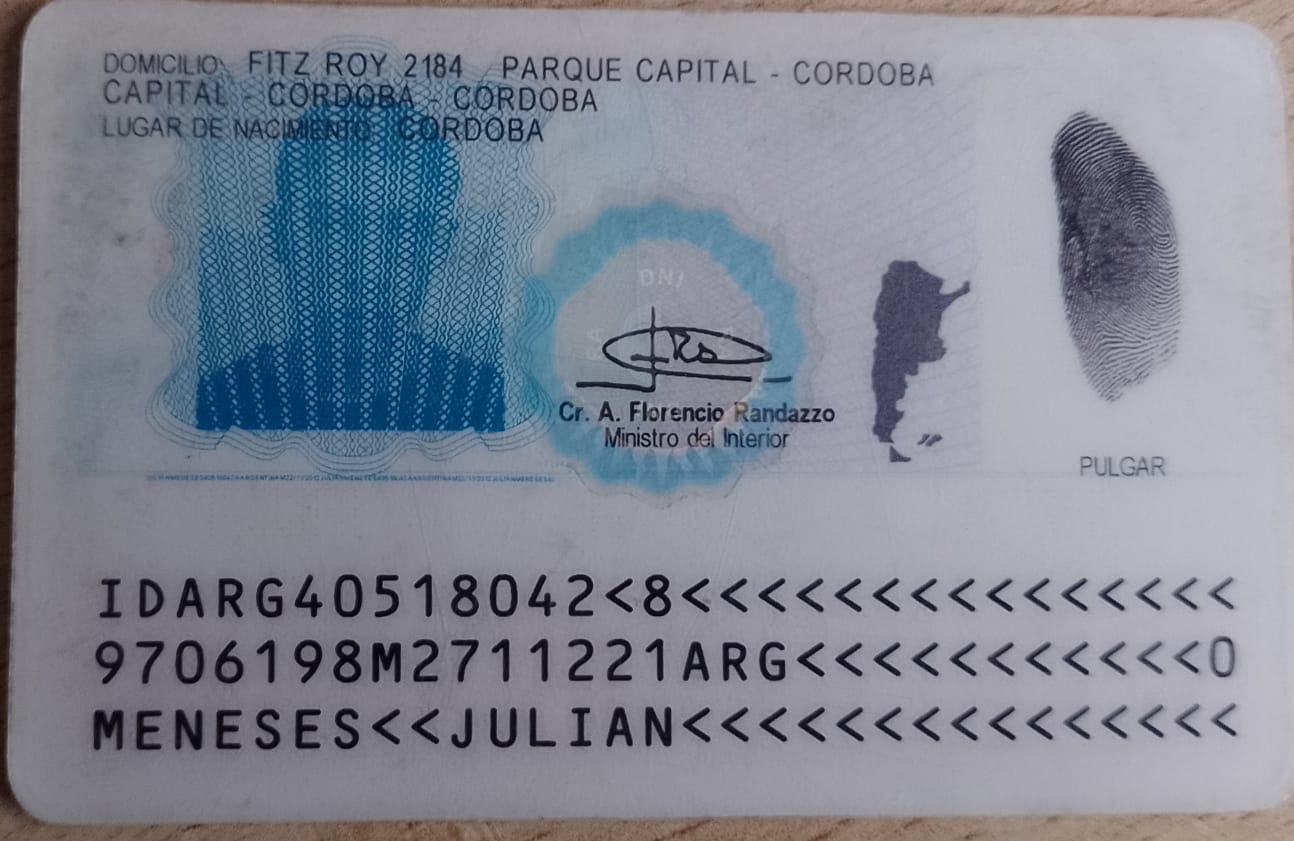 DOMICILIO: FITZ ROY 2184 PARQUE CAPITAL - CORDOBA
CAPITAL - CORDOBA - CORDOBA
LUGAR DE NACIMIENTO: CORDOBA
DNI
Cr. A. Florencio Randazzo
Ministro del Interior
PULGAR
IDARG40518042<8<<<<<<<<<<<<<<<
9706198M2711221ARG<<<<<<<<<<<0
MENESES<<JULIAN<<<<<<<<<<<<<<<